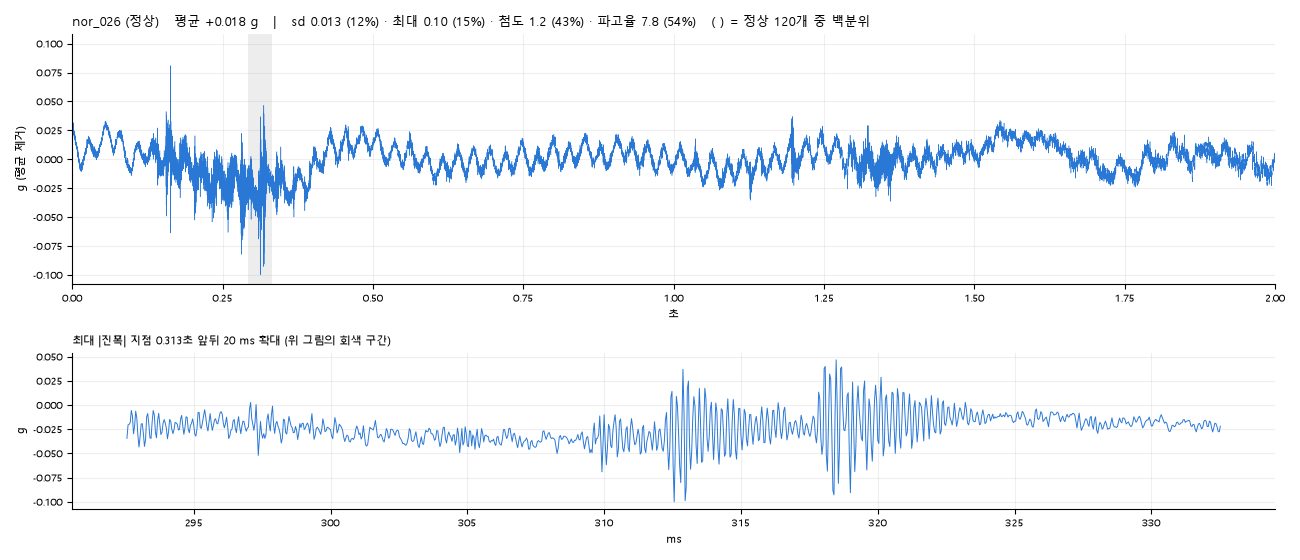 nor_026 (정상)    평균 +0.018 g    |    sd 0.013 (12%) · 최대 0.10 (15%) · 첨도 1.2 (43%) · 파고율 7.8 (54%)    ( ) = 정상 120개 중 백분위
g (평균 제거)
0.100
0.075
0.050
0.025
0.000
-0.025
-0.050
-0.075
-0.100
0.00 0.25 0.50 0.75 1.00 1.25 1.50 1.75 2.00
초
최대 |진폭| 지점 0.313초 앞뒤 20 ms 확대 (위 그림의 회색 구간)
g
0.050
0.025
0.000
-0.025
-0.050
-0.075
-0.100
295 300 305 310 315 320 325 330
ms